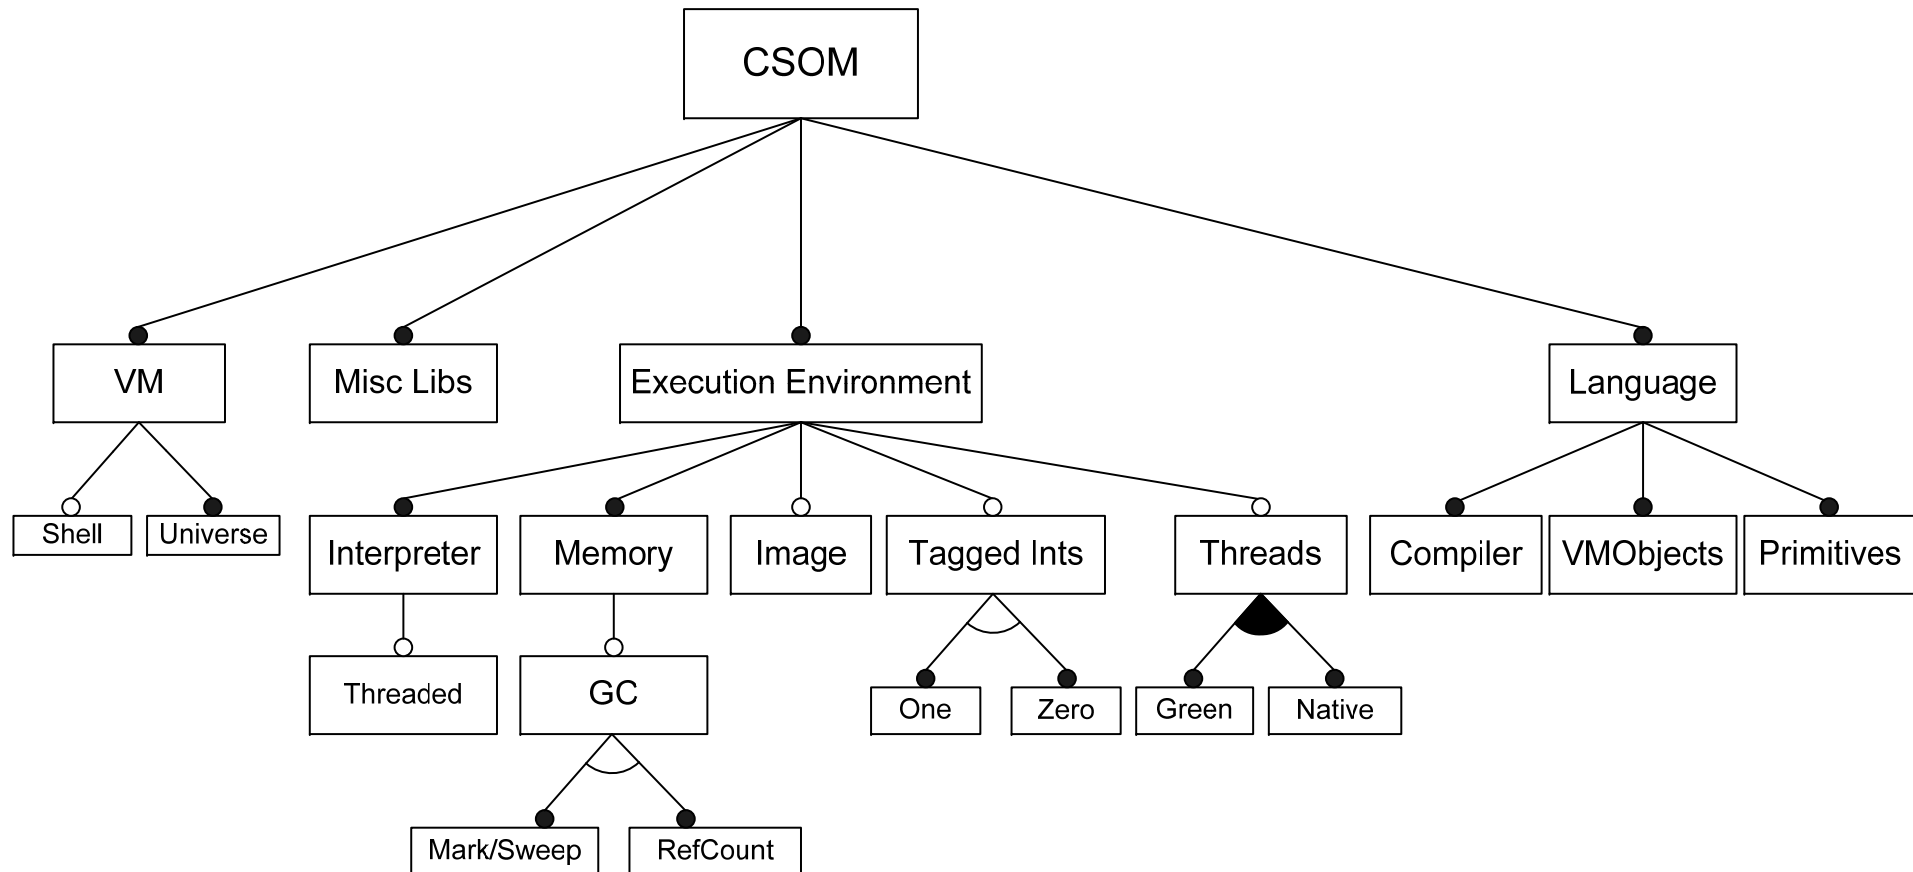 CSOM
VM
Misc Libs
Execution Environment
Language
Shell
Universe
Interpreter
Memory
Image
Tagged Ints
Threads
Compiler
VMObjects
Primitives
Threaded
GC
One
Zero
Green
Native
Mark/Sweep
RefCount